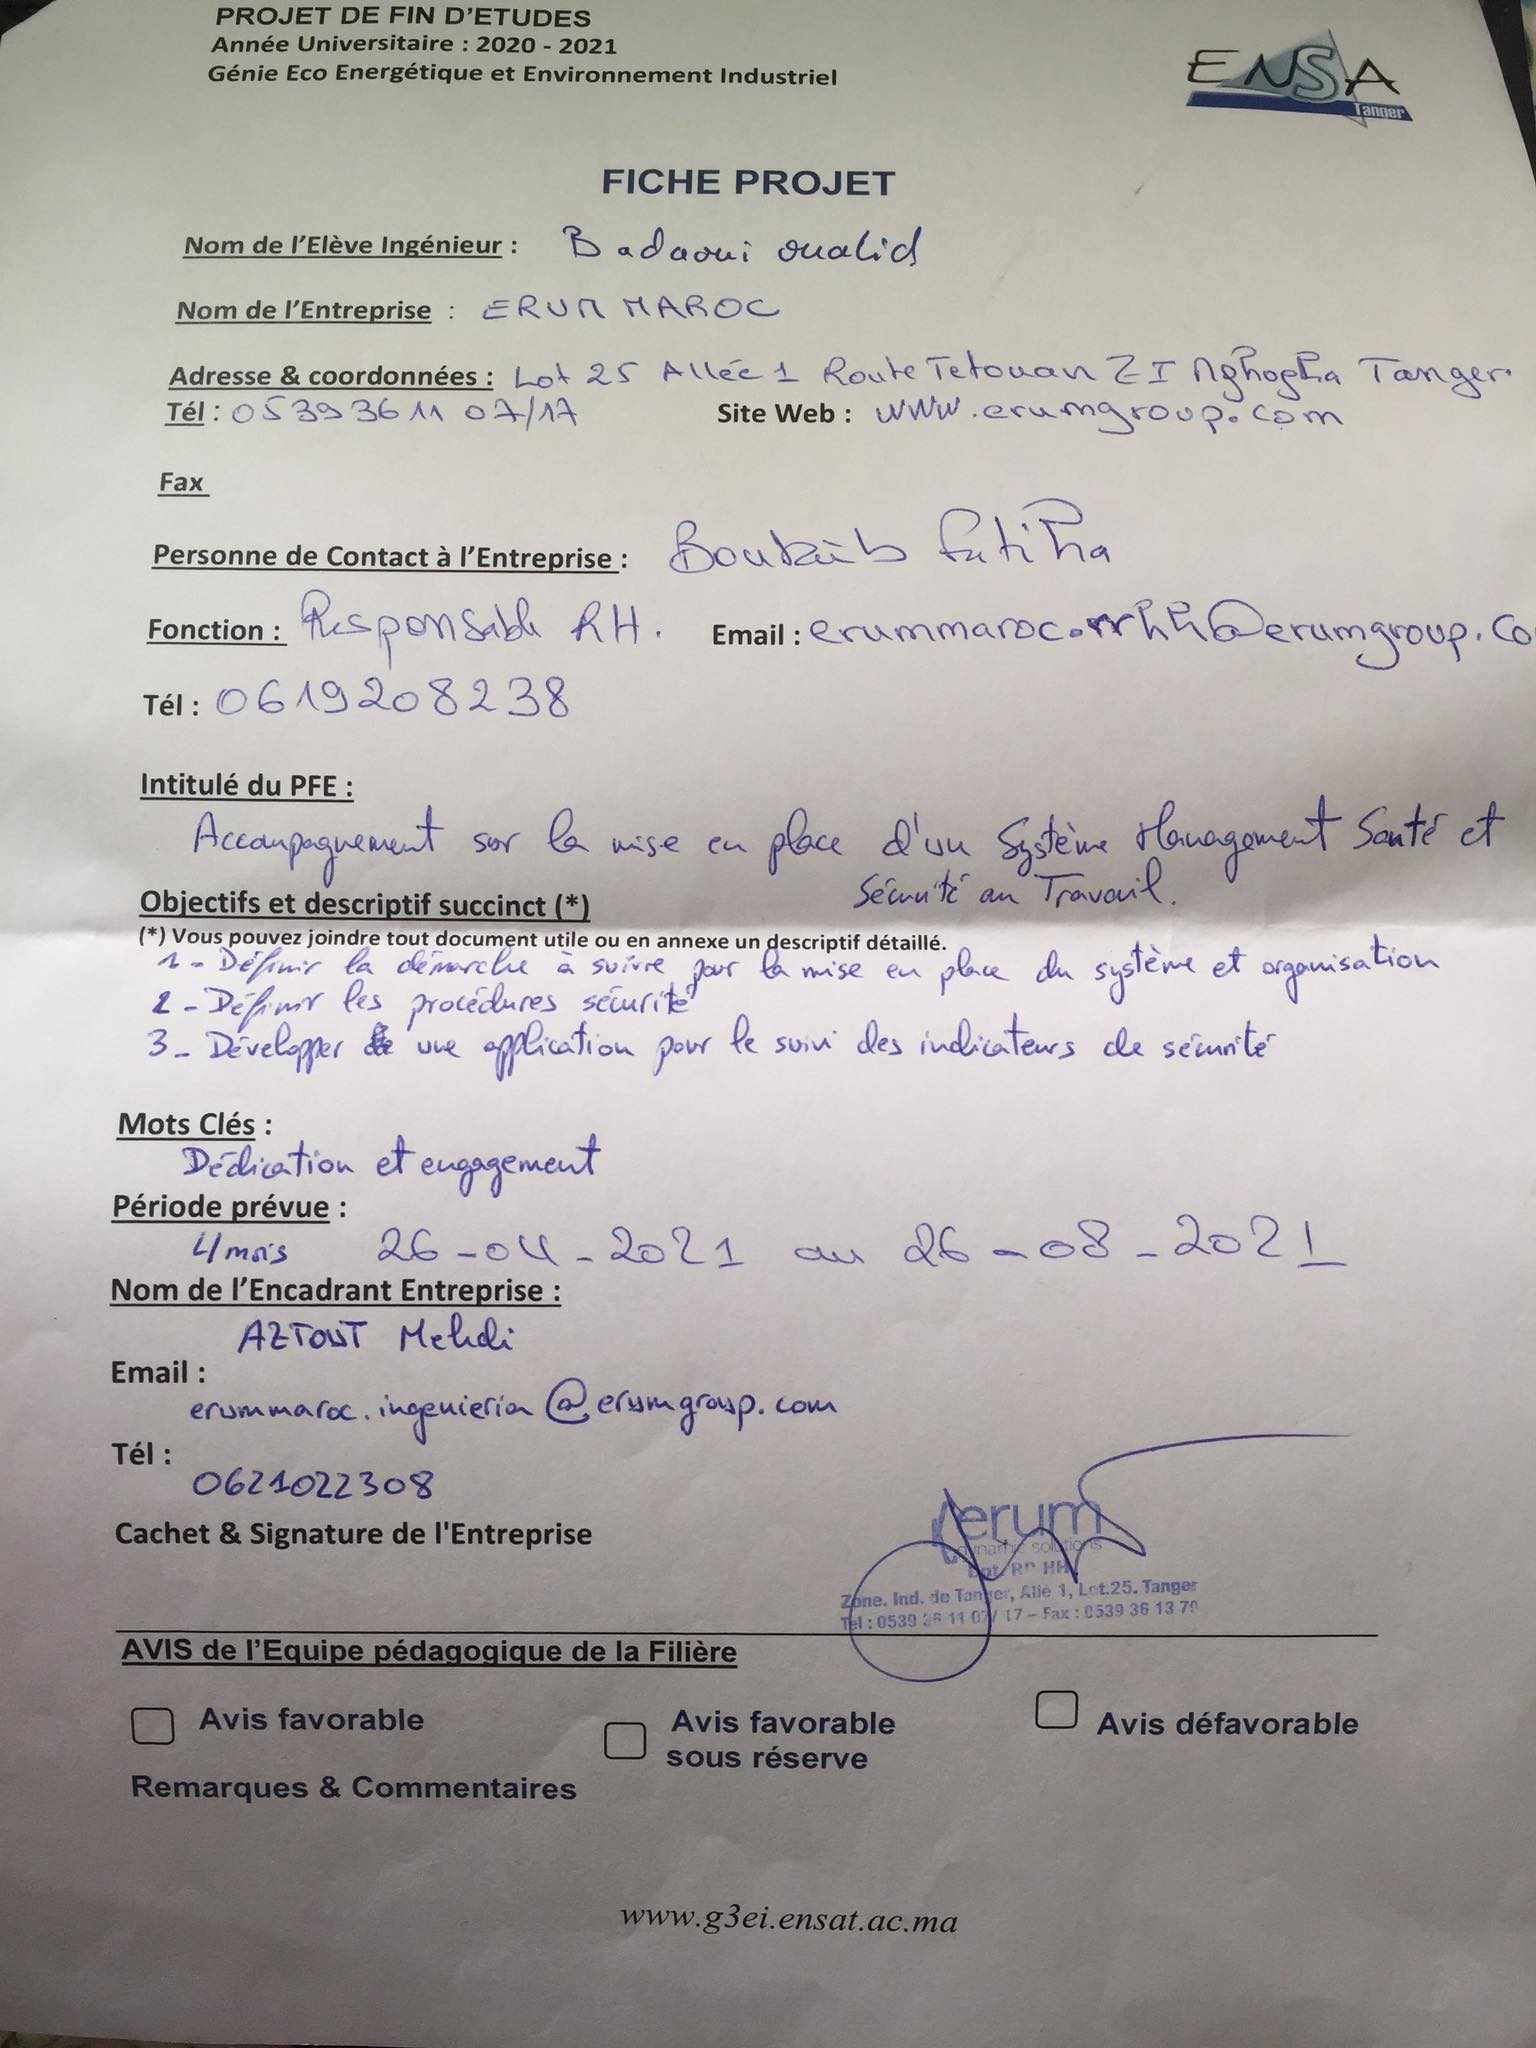 PROJET DE FIN D'ETUDES
Année Universitaire : 2020 - 2021
Génie Eco Energétique et Environnement Industriel
ENSA
Tanger
FICHE PROJET
Nom de l'Elève Ingénieur : Badaoui oualid
Nom de l'Entreprise : ERUM MAROC
Adresse & coordonnées : Lot 25 Allée 1 Route Tetouan Z I Mghogha Tanger.
Tél : 05393611 07/17 Site Web : www.erumgroup.com
Fax
Personne de Contact à l'Entreprise : Fatiha
Fonction : Responsable RH. Email : erummaroc.rrhh@erumgroup.co
Tél : 0619208238
Intitulé du PFE :
Accompagnement sur la mise en place d'un Système Management Santé et
Sécurité au Travail.
Objectifs et descriptif succinct (*)
(*) Vous pouvez joindre tout document utile ou en annexe un descriptif détaillé.
1 - Définir la démarche à suivre pour la mise en place du système et organisation
2 - Définir les procédures sécurité
3 - Développer une application pour le suivi des indicateurs de sécurité
Mots Clés :
Dédication et engagement
Période prévue :
4 mois 26-04-2021 au 26-08-2021
Nom de l'Encadrant Entreprise :
AZTOUT Mehdi
Email :
erummaroc.ingenieria@erumgroup.com
Tél :
0621022308
Cachet & Signature de l'Entreprise
erum
dynamic solutions
Zone. Ind. de Tanger, Allé 1, Lot.25. Tanger
Tel : 0539 36 11 07/ 17 – Fax : 0539 36 13 79
AVIS de l'Equipe pédagogique de la Filière
Avis favorable
Avis favorable
sous réserve
Avis défavorable
Remarques & Commentaires
www.g3ei.ensat.ac.ma